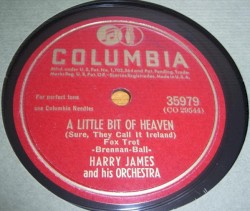 COLUMBIA
For perfect tone
use Columbia Needles
35979
(CO 29044)
A LITTLE BIT OF HEAVEN
(Sure, They Call It Ireland)
Fox Trot
-Brennan-Ball-
HARRY JAMES
and his ORCHESTRA